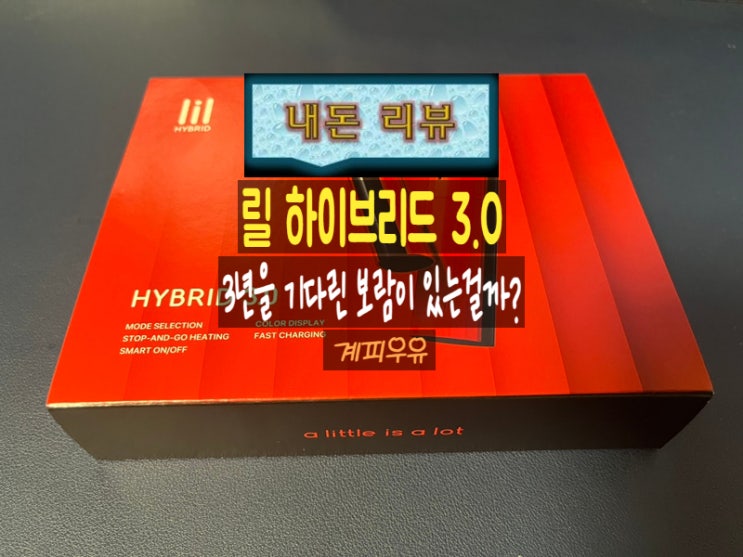 lil
HYBRID
내돈 리뷰
릴 하이브리드 3.0
3년을 기다린 보람이 있는걸까?
HYBRID 3.0
MODE SELECTION
STOP-AND-GO HEATING
SMART ON/OFF
COLOR DISPLAY
FAST CHARGING
계피우유
a little is a lot